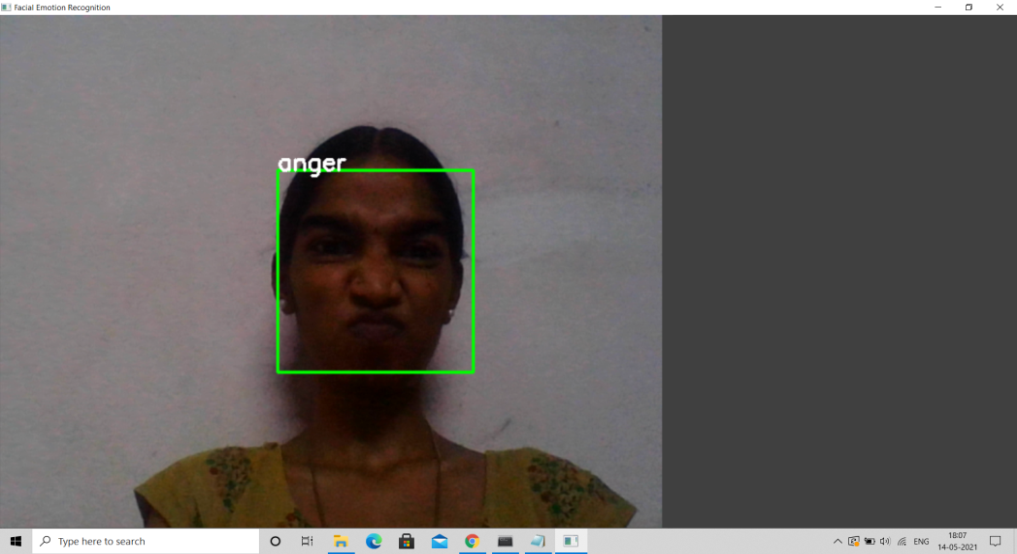 Facial Emotion Recognition
anger
Type here to search
ENG
18:07
14-05-2021